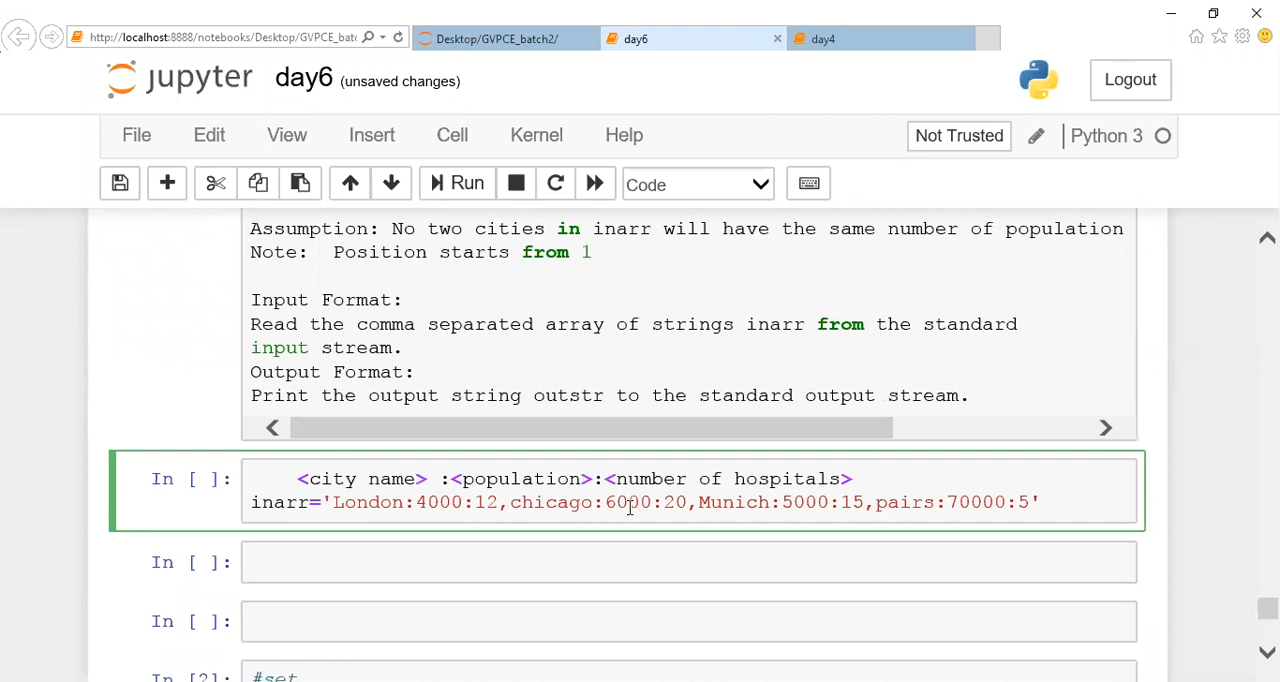 http://localhost:8888/notebooks/Desktop/GVPCE_batc
Desktop/GVPCE_batch2/
day6
day4
jupyter day6 (unsaved changes)
Logout
File Edit View Insert Cell Kernel Help
Not Trusted
Python 3
Run
Code
Assumption: No two cities in inarr will have the same number of population
Note:  Position starts from 1
Input Format:
Read the comma separated array of strings inarr from the standard
input stream.
Output Format:
Print the output string outstr to the standard output stream.
In [ ]:
<city name> :<population>:<number of hospitals>
inarr='London:4000:12,chicago:6000:20,Munich:5000:15,pairs:70000:5'
In [ ]:
In [ ]:
In [2]: #set